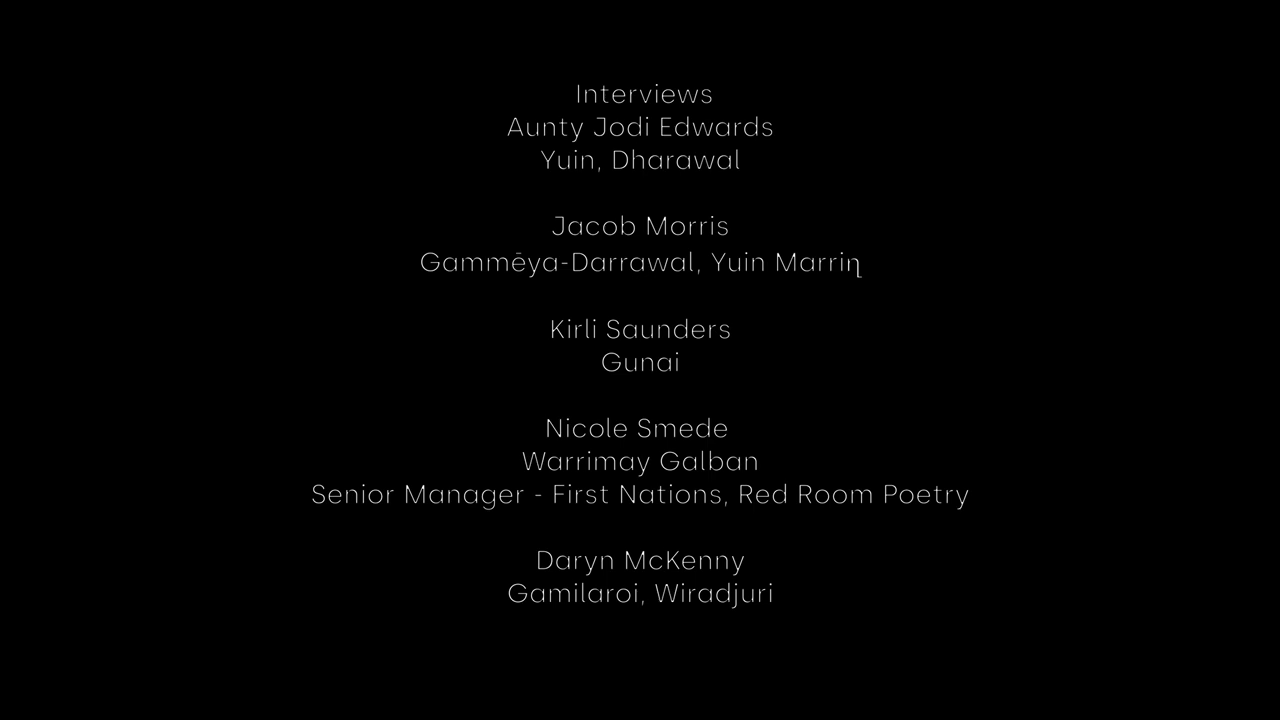 Interviews
Aunty Jodi Edwards
Yuin, Dharawal
Jacob Morris
Gammēya-Darrawal, Yuin Marriƞ
Kirli Saunders
Gunai
Nicole Smede
Warrimay Galban
Senior Manager - First Nations, Red Room Poetry
Daryn McKenny
Gamilaroi, Wiradjuri